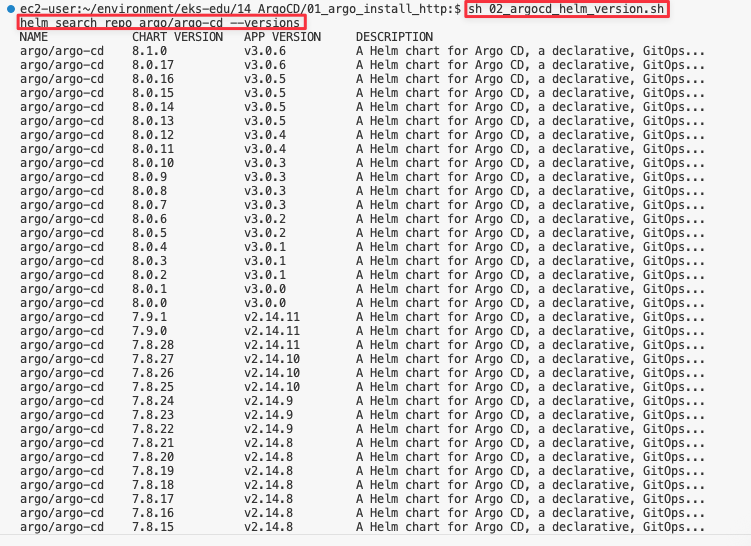 ec2-user:~/environment/eks-edu/14_ArgoCD/01_argo_install_http:$ sh 02_argocd_helm_version.sh
helm search repo argo/argo-cd --versions
NAME CHART VERSION APP VERSION DESCRIPTION
argo/argo-cd 8.1.0 v3.0.6 A Helm chart for Argo CD, a declarative, GitOps...
argo/argo-cd 8.0.17 v3.0.6 A Helm chart for Argo CD, a declarative, GitOps...
argo/argo-cd 8.0.16 v3.0.5 A Helm chart for Argo CD, a declarative, GitOps...
argo/argo-cd 8.0.15 v3.0.5 A Helm chart for Argo CD, a declarative, GitOps...
argo/argo-cd 8.0.14 v3.0.5 A Helm chart for Argo CD, a declarative, GitOps...
argo/argo-cd 8.0.13 v3.0.5 A Helm chart for Argo CD, a declarative, GitOps...
argo/argo-cd 8.0.12 v3.0.4 A Helm chart for Argo CD, a declarative, GitOps...
argo/argo-cd 8.0.11 v3.0.4 A Helm chart for Argo CD, a declarative, GitOps...
argo/argo-cd 8.0.10 v3.0.3 A Helm chart for Argo CD, a declarative, GitOps...
argo/argo-cd 8.0.9 v3.0.3 A Helm chart for Argo CD, a declarative, GitOps...
argo/argo-cd 8.0.8 v3.0.3 A Helm chart for Argo CD, a declarative, GitOps...
argo/argo-cd 8.0.7 v3.0.3 A Helm chart for Argo CD, a declarative, GitOps...
argo/argo-cd 8.0.6 v3.0.2 A Helm chart for Argo CD, a declarative, GitOps...
argo/argo-cd 8.0.5 v3.0.2 A Helm chart for Argo CD, a declarative, GitOps...
argo/argo-cd 8.0.4 v3.0.1 A Helm chart for Argo CD, a declarative, GitOps...
argo/argo-cd 8.0.3 v3.0.1 A Helm chart for Argo CD, a declarative, GitOps...
argo/argo-cd 8.0.2 v3.0.1 A Helm chart for Argo CD, a declarative, GitOps...
argo/argo-cd 8.0.1 v3.0.0 A Helm chart for Argo CD, a declarative, GitOps...
argo/argo-cd 8.0.0 v3.0.0 A Helm chart for Argo CD, a declarative, GitOps...
argo/argo-cd 7.9.1 v2.14.11 A Helm chart for Argo CD, a declarative, GitOps...
argo/argo-cd 7.9.0 v2.14.11 A Helm chart for Argo CD, a declarative, GitOps...
argo/argo-cd 7.8.28 v2.14.11 A Helm chart for Argo CD, a declarative, GitOps...
argo/argo-cd 7.8.27 v2.14.10 A Helm chart for Argo CD, a declarative, GitOps...
argo/argo-cd 7.8.26 v2.14.10 A Helm chart for Argo CD, a declarative, GitOps...
argo/argo-cd 7.8.25 v2.14.10 A Helm chart for Argo CD, a declarative, GitOps...
argo/argo-cd 7.8.24 v2.14.9 A Helm chart for Argo CD, a declarative, GitOps...
argo/argo-cd 7.8.23 v2.14.9 A Helm chart for Argo CD, a declarative, GitOps...
argo/argo-cd 7.8.22 v2.14.9 A Helm chart for Argo CD, a declarative, GitOps...
argo/argo-cd 7.8.21 v2.14.8 A Helm chart for Argo CD, a declarative, GitOps...
argo/argo-cd 7.8.20 v2.14.8 A Helm chart for Argo CD, a declarative, GitOps...
argo/argo-cd 7.8.19 v2.14.8 A Helm chart for Argo CD, a declarative, GitOps...
argo/argo-cd 7.8.18 v2.14.8 A Helm chart for Argo CD, a declarative, GitOps...
argo/argo-cd 7.8.17 v2.14.8 A Helm chart for Argo CD, a declarative, GitOps...
argo/argo-cd 7.8.16 v2.14.8 A Helm chart for Argo CD, a declarative, GitOps...
argo/argo-cd 7.8.15 v2.14.8 A Helm chart for Argo CD, a declarative, GitOps...